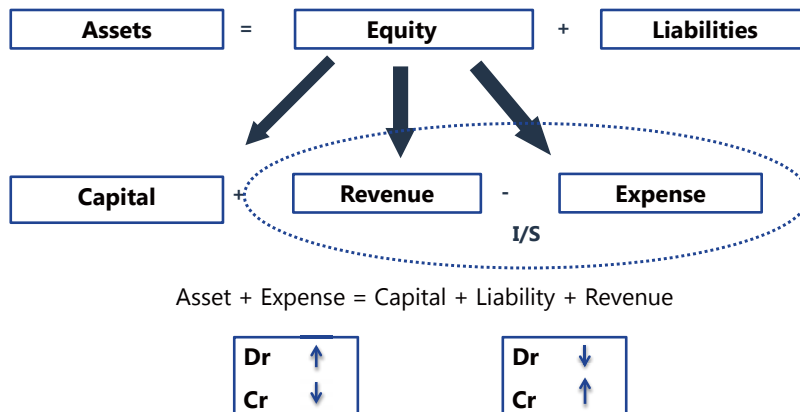 Assets = Equity + Liabilities
Capital + Revenue - Expense
I/S
Asset + Expense = Capital + Liability + Revenue
Dr ↑ Dr ↓
Cr ↓ Cr ↑